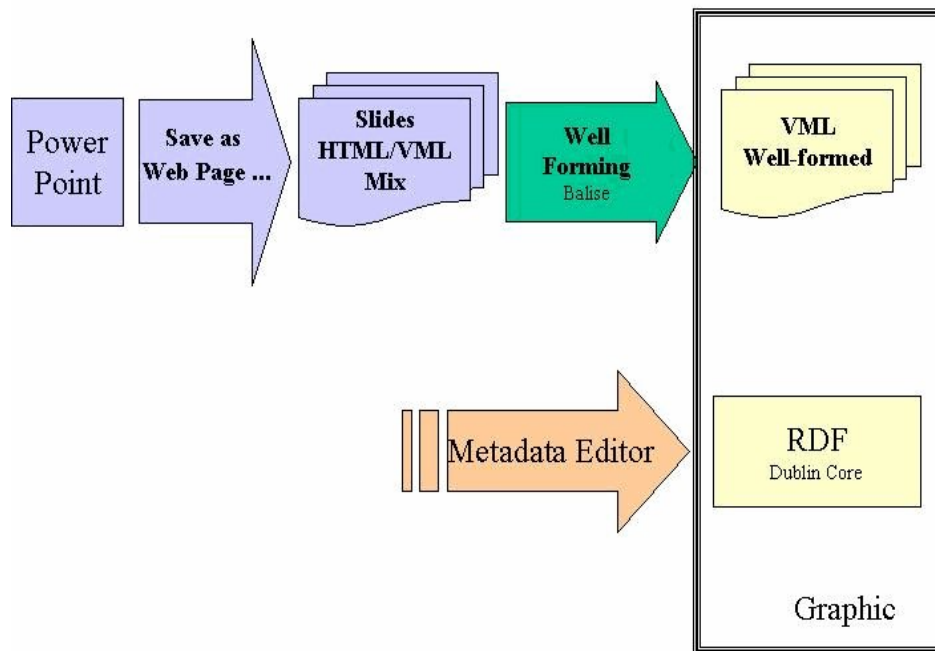 Power
Point
Save as
Web Page ...
Slides
HTML/VML
Mix
Well
Forming
Balise
VML
Well-formed
Metadata Editor
RDF
Dublin Core
Graphic